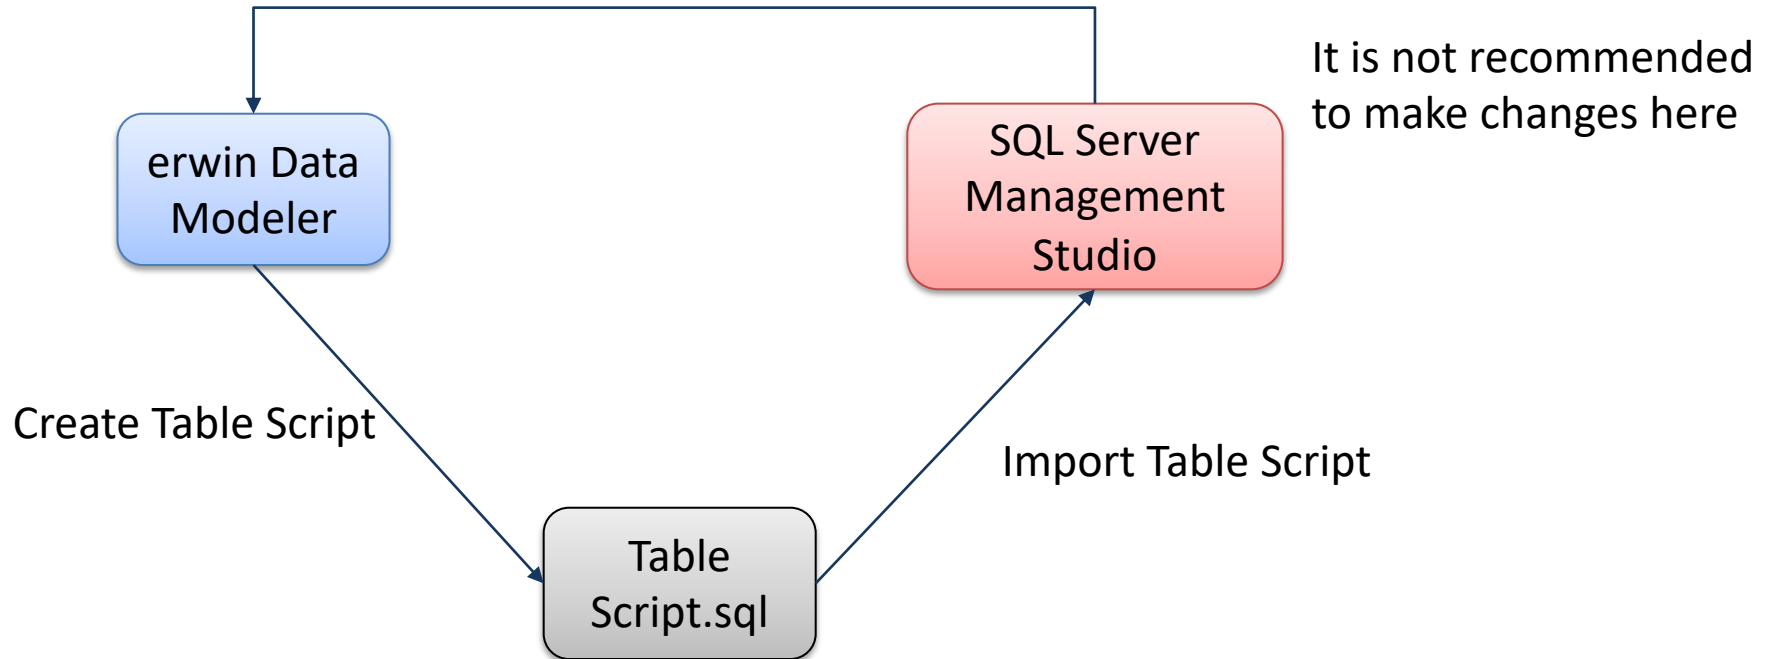 It is not recommended
to make changes here
erwin Data
Modeler
SQL Server
Management
Studio
Create Table Script
Import Table Script
Table
Script.sql